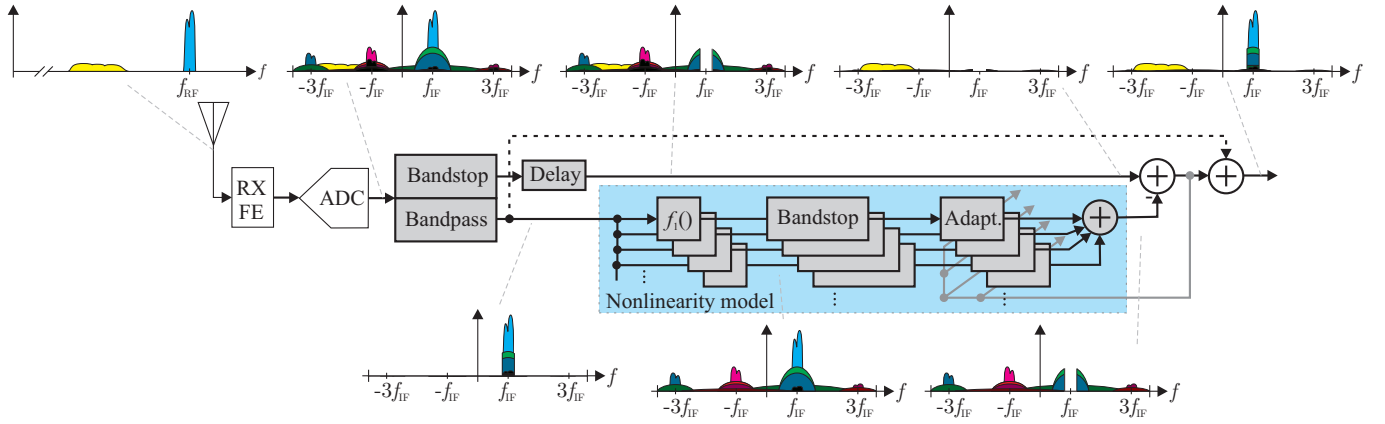 f
f_RF
-3f_IF -f_IF f_IF 3f_IF f
-3f_IF -f_IF f_IF 3f_IF f
-3f_IF -f_IF f_IF 3f_IF f
-3f_IF -f_IF f_IF 3f_IF f
RX
FE
ADC
Bandstop
Bandpass
Delay
f₁()
Bandstop
Adapt.
+
+
+
-
Nonlinearity model
-3f_IF -f_IF f_IF 3f_IF f
-3f_IF -f_IF f_IF 3f_IF f
-3f_IF -f_IF f_IF 3f_IF f